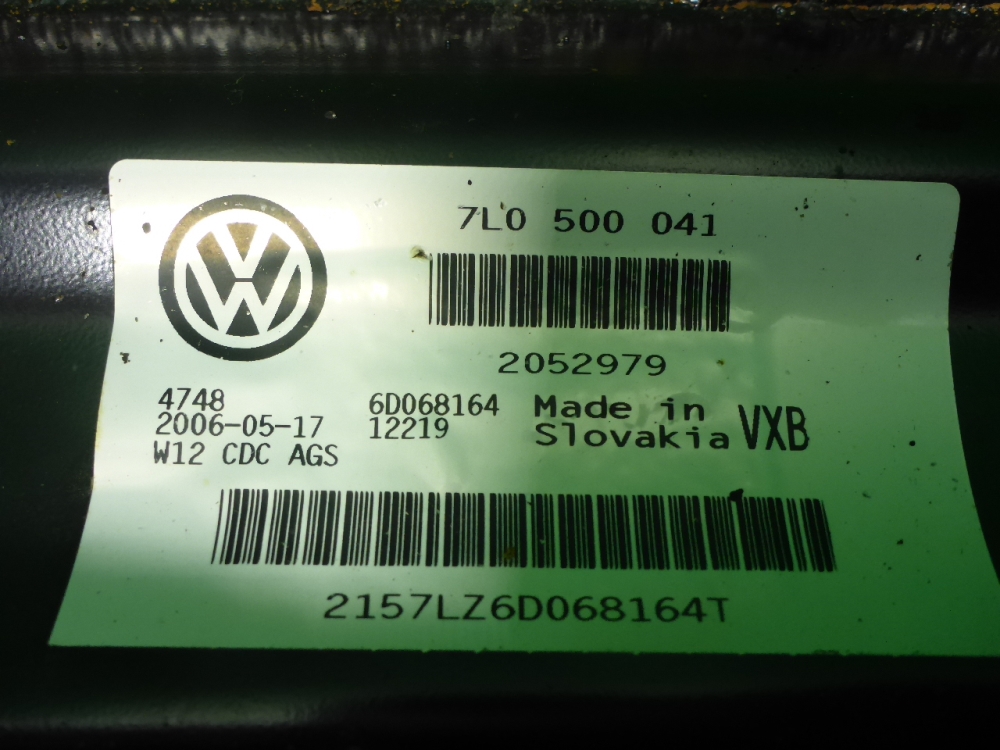 7L0 500 041
2052979
4748
2006-05-17
W12 CDC AGS
6D068164
12219
Made in
Slovakia
VXB
2157LZ6D068164T